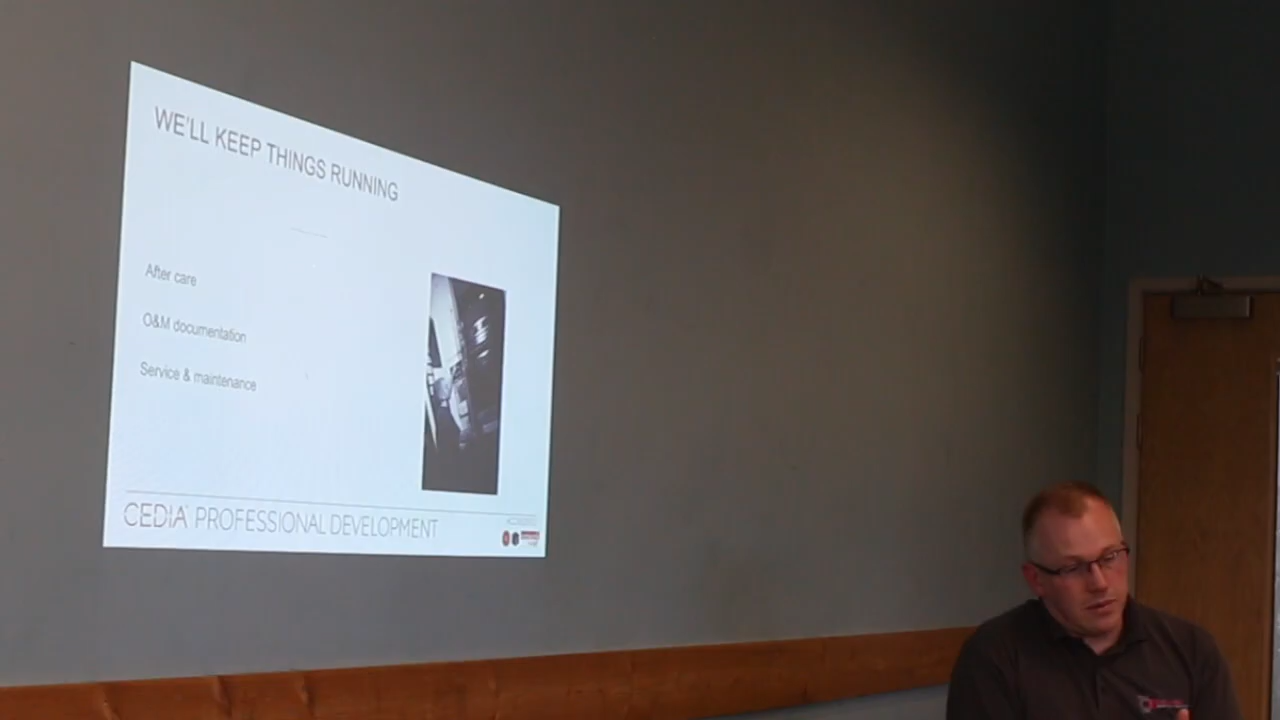 WE'LL KEEP THINGS RUNNING
After care
O&M documentation
Service & maintenance
CEDIA PROFESSIONAL DEVELOPMENT